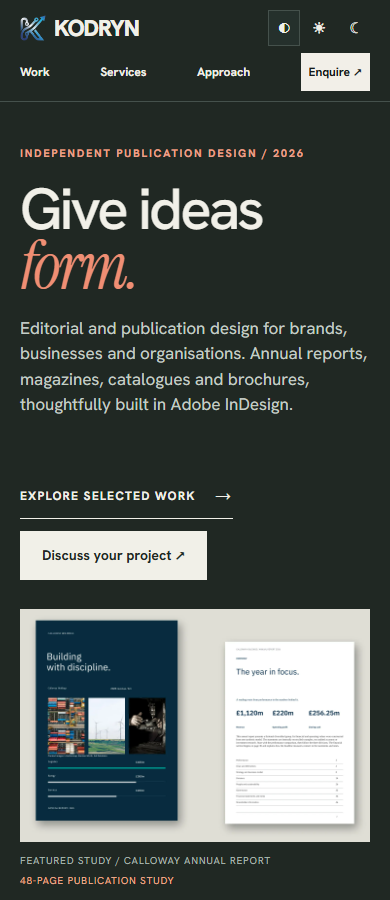 KODRYN
Work Services Approach Enquire ↗
INDEPENDENT PUBLICATION DESIGN / 2026
Give ideas
form.
Editorial and publication design for brands,
businesses and organisations. Annual reports,
magazines, catalogues and brochures,
thoughtfully built in Adobe InDesign.
EXPLORE SELECTED WORK →
Discuss your project ↗
Building
with discipline.
The year in focus.
£1,120m £220m £256.25m
FEATURED STUDY / CALLOWAY ANNUAL REPORT
48-PAGE PUBLICATION STUDY